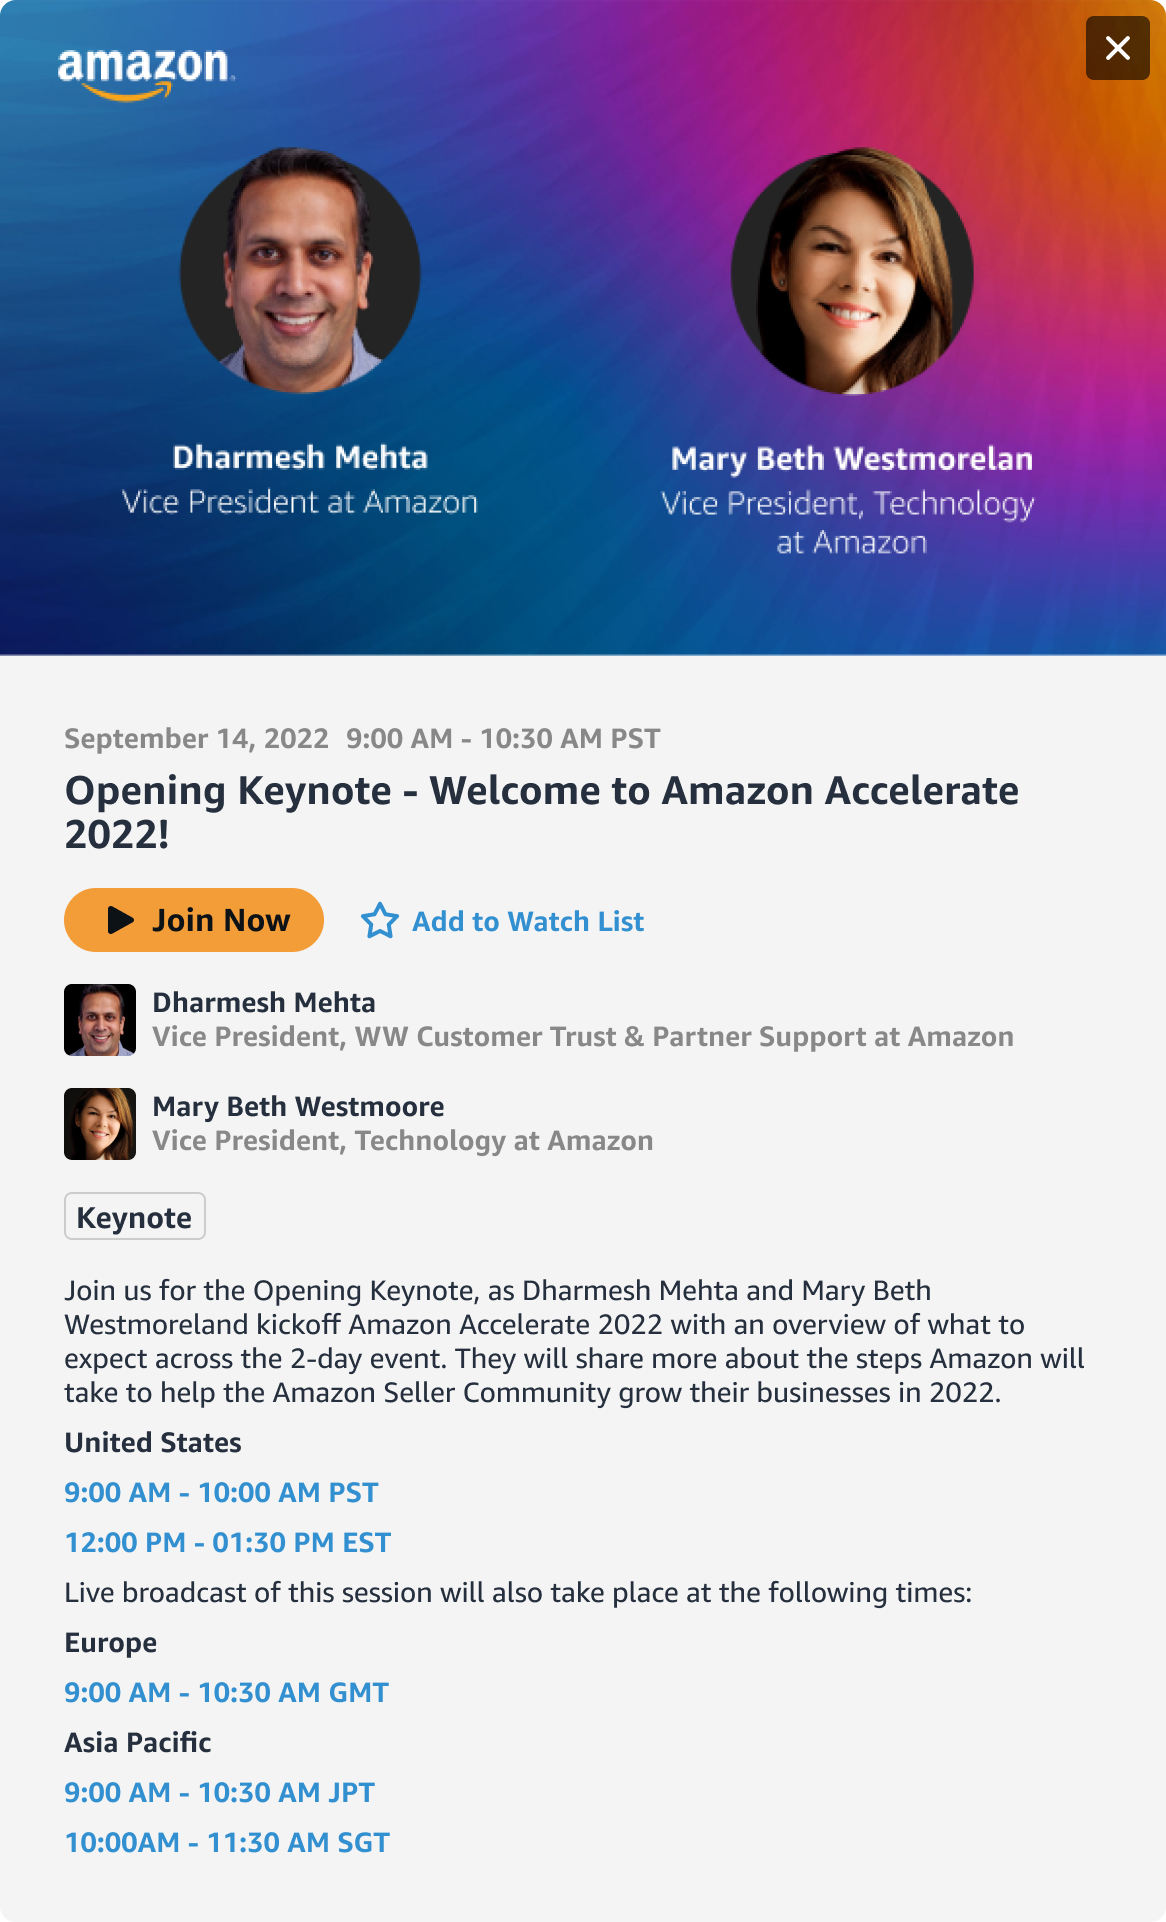 amazon
Dharmesh Mehta
Vice President at Amazon
Mary Beth Westmorelan
Vice President, Technology
at Amazon
September 14, 2022 9:00 AM - 10:30 AM PST
Opening Keynote - Welcome to Amazon Accelerate
2022!
Join Now
Add to Watch List
Dharmesh Mehta
Vice President, WW Customer Trust & Partner Support at Amazon
Mary Beth Westmoore
Vice President, Technology at Amazon
Keynote
Join us for the Opening Keynote, as Dharmesh Mehta and Mary Beth
Westmoreland kickoff Amazon Accelerate 2022 with an overview of what to
expect across the 2-day event. They will share more about the steps Amazon will
take to help the Amazon Seller Community grow their businesses in 2022.
United States
9:00 AM - 10:00 AM PST
12:00 PM - 01:30 PM EST
Live broadcast of this session will also take place at the following times:
Europe
9:00 AM - 10:30 AM GMT
Asia Pacific
9:00 AM - 10:30 AM JPT
10:00AM - 11:30 AM SGT